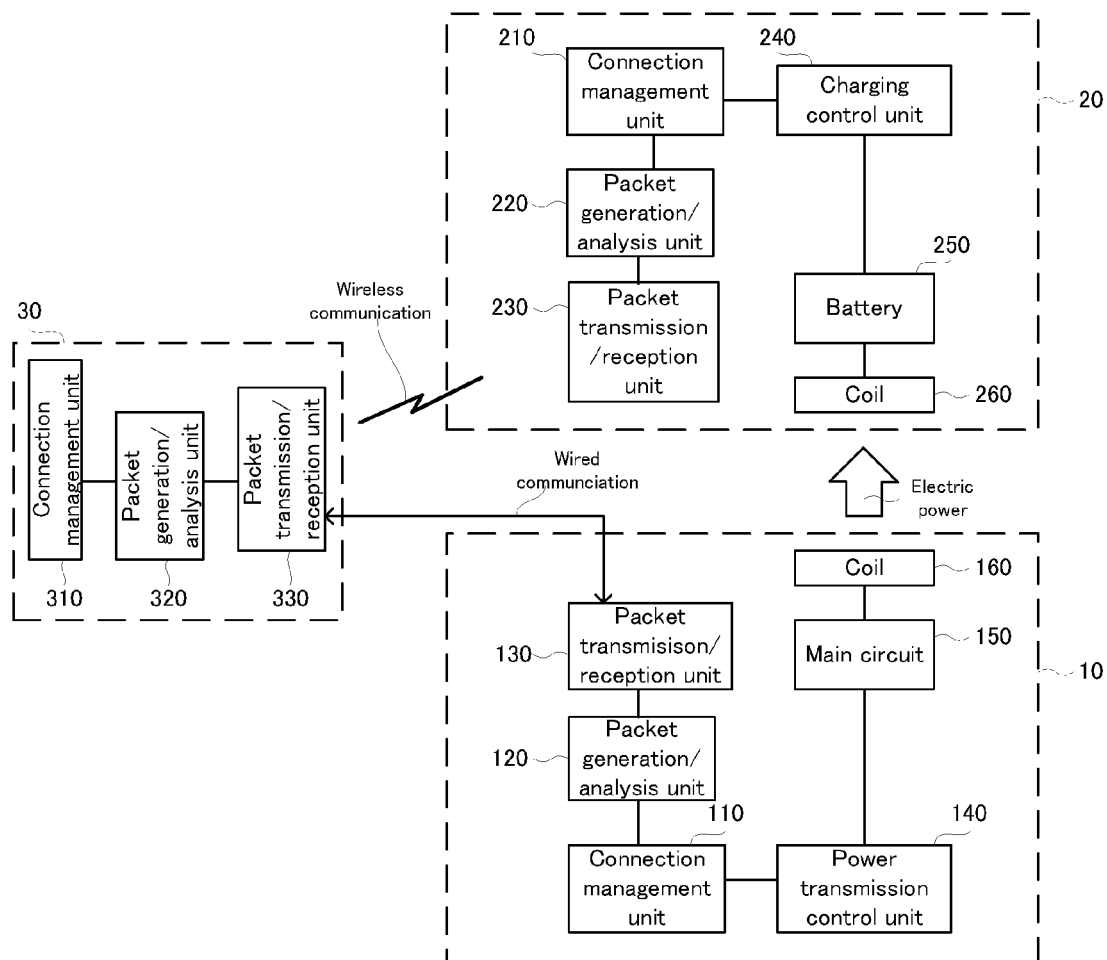 210
Connection
management
unit
240
Charging
control unit
20
220
Packet
generation/
analysis unit
230
Packet
transmission
/reception unit
250
Battery
Coil
260
Wireless
communication
30
Connection
management unit
Packet
generation/
analysis unit
Packet
transmission/
reception unit
310
320
330
Wired
communciation
Electric
power
Coil
160
130
Packet
transmisison/
reception unit
150
Main circuit
10
120
Packet
generation/
analysis unit
110
Connection
management
unit
140
Power
transmission
control unit